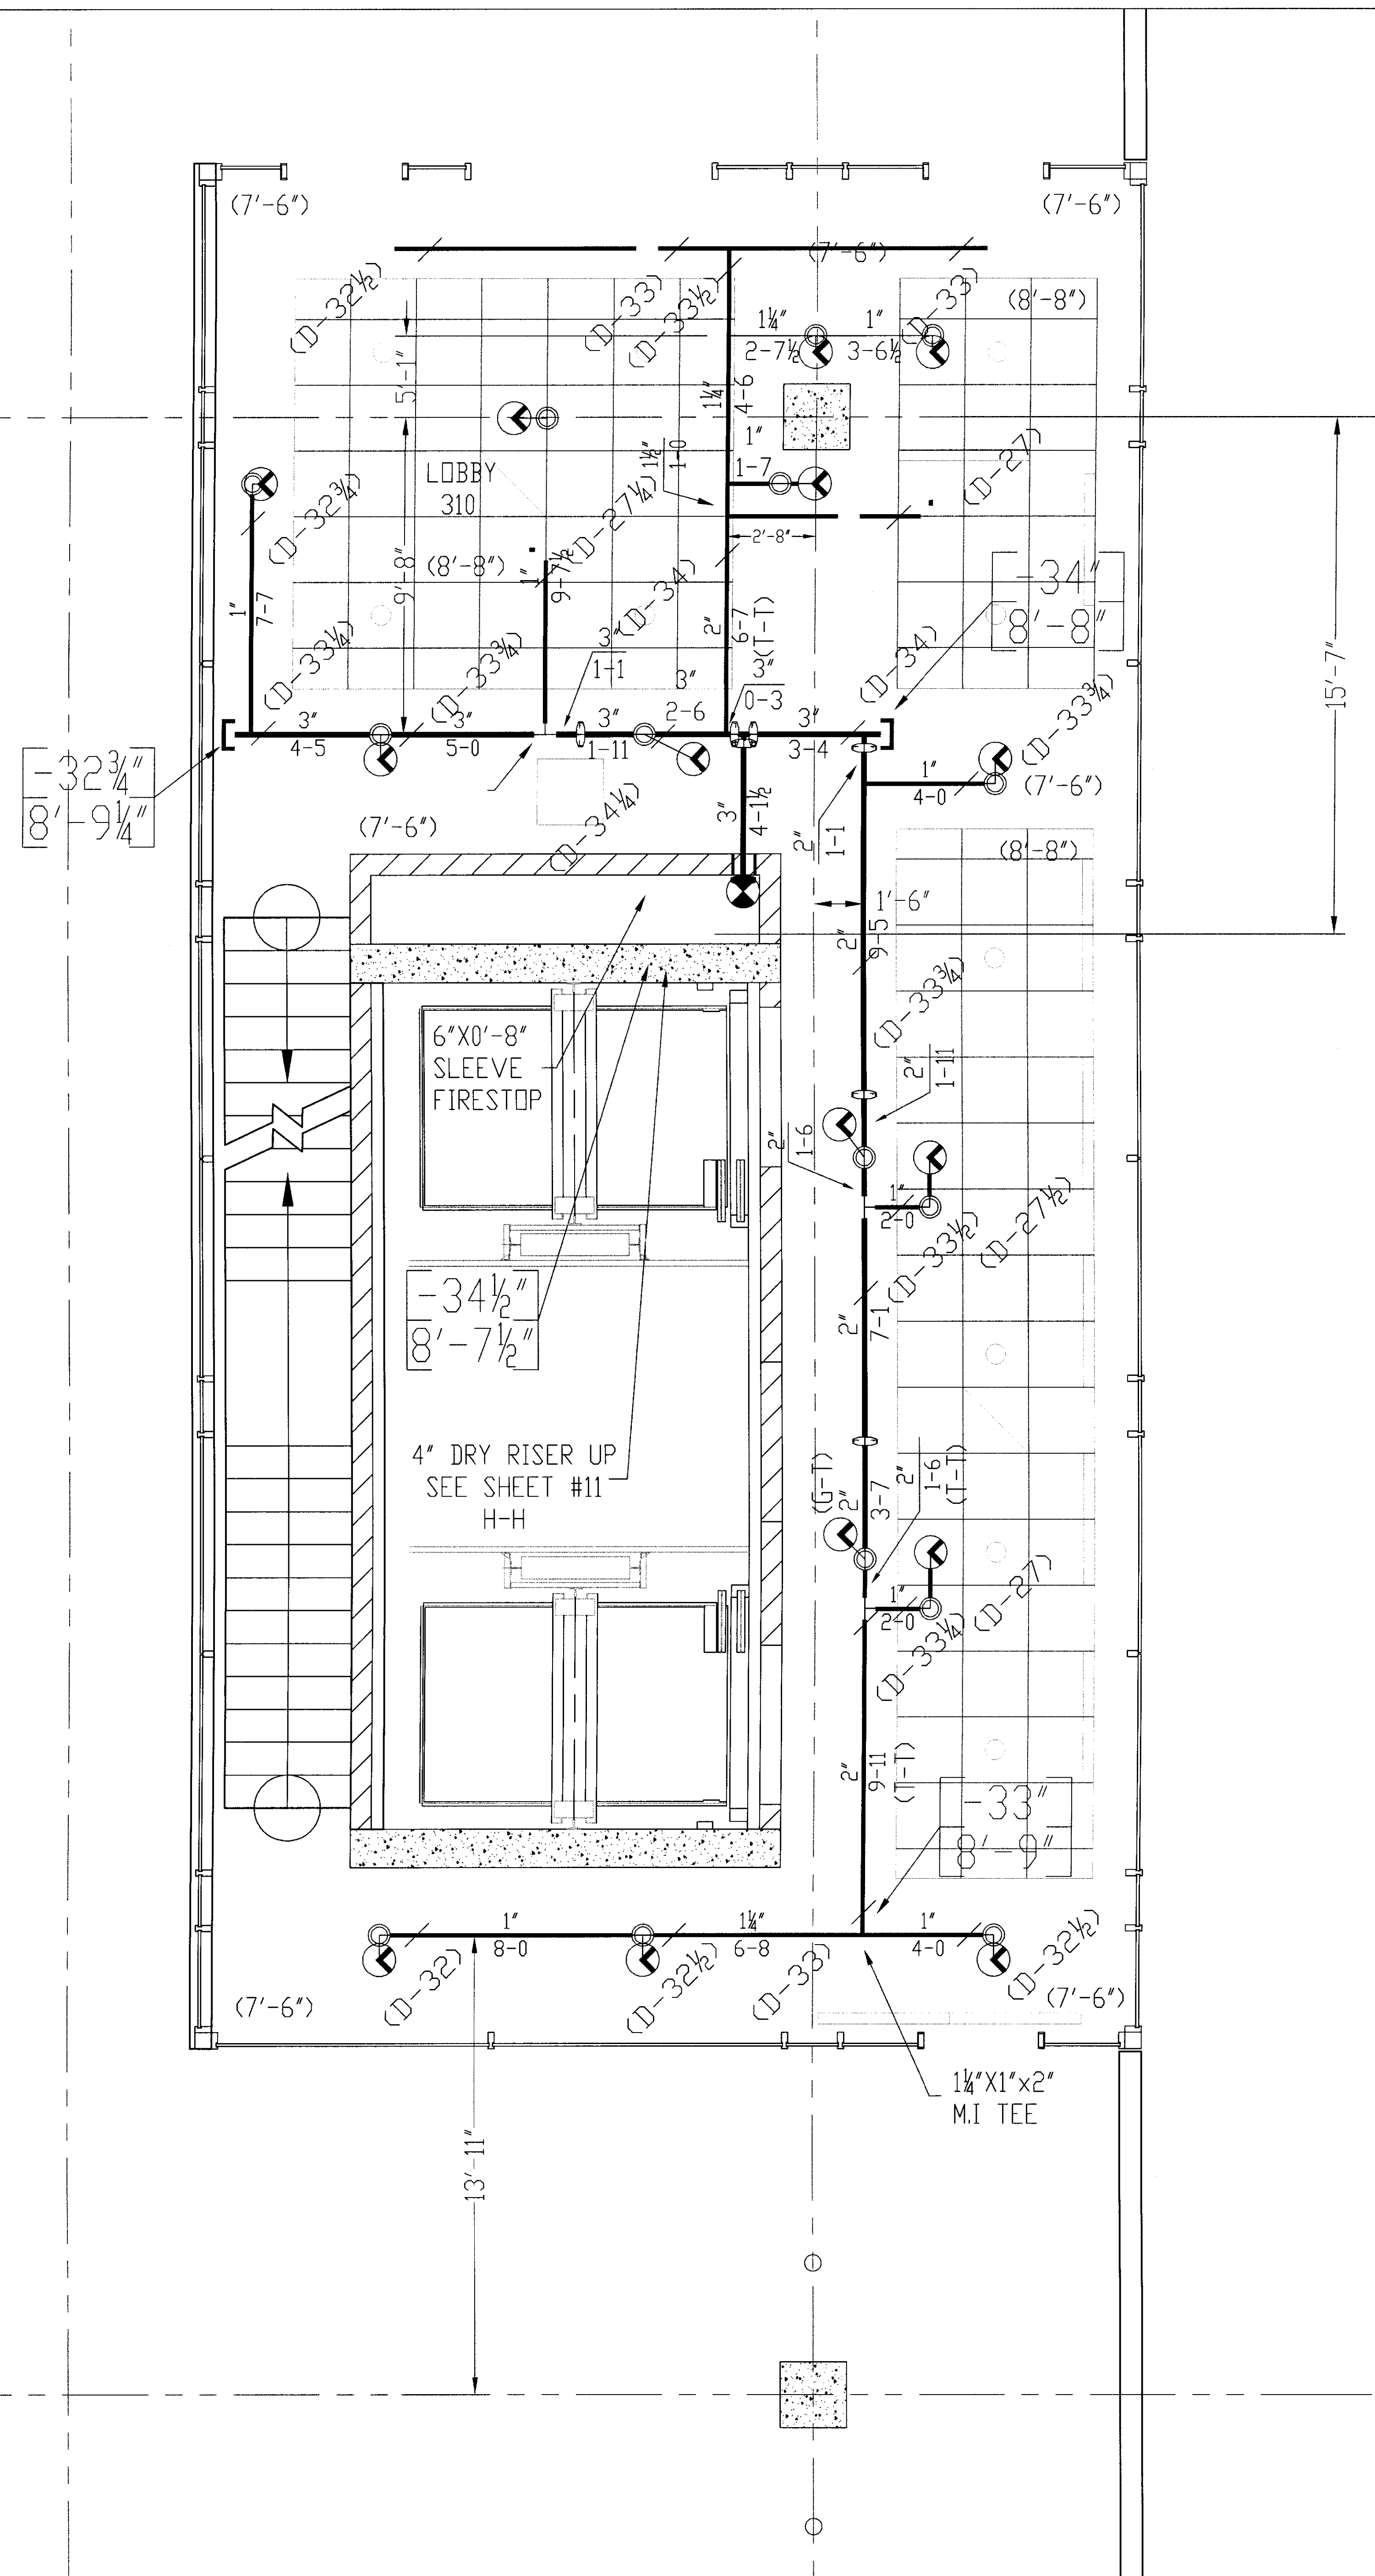 (7'-6")
(7'-6")
(7'-6")
(D-32½)
(D-33)
(D-33½)
(D-33)
(8'-8")
5'-1"
1¼"
2-7½
1"
3-6½
1¼"
4-6
1½"
1-0
1"
1-7
LOBBY
310
(D-32¾)
(D-27¼)
(D-27)
2'-8"
(8'-8")
9'-8"
1"
9-7½
(D-34)
1"
7-7
2"
6-7
(T-T)
-34"
8'-8"
15'-7"
(D-33¼)
(D-33¾)
3"
1-1
3"
0-3
(D-34)
(D-33¾)
3"
4-5
3"
5-0
3"
1-11
3"
2-6
3"
3-4
-32¾"
8'-9¼"
1"
4-0
(7'-6")
3"
4-1½
2"
1-1
(7'-6")
(D-34¼)
(8'-8")
1'-6"
2"
9-15
(D-33¾)
6"X0'-8"
SLEEVE
FIRESTOP
2"
1-11
2"
1-6
1"
2-0
(D-33½)
(D-27½)
-34½"
8'-7½"
2"
7-1
4" DRY RISER UP
SEE SHEET #11
H-H
(G-T)
2"
3-7
2"
1-6
(T-T)
1"
2-0
(D-33¼)
(D-27)
2"
9-11
(T-T)
-33"
8'-9"
1"
8-0
1¼"
6-8
1"
4-0
(D-32)
(D-32½)
(D-33)
(D-32½)
(7'-6")
(7'-6")
1¼"X1"x2"
M.I TEE
13'-11"